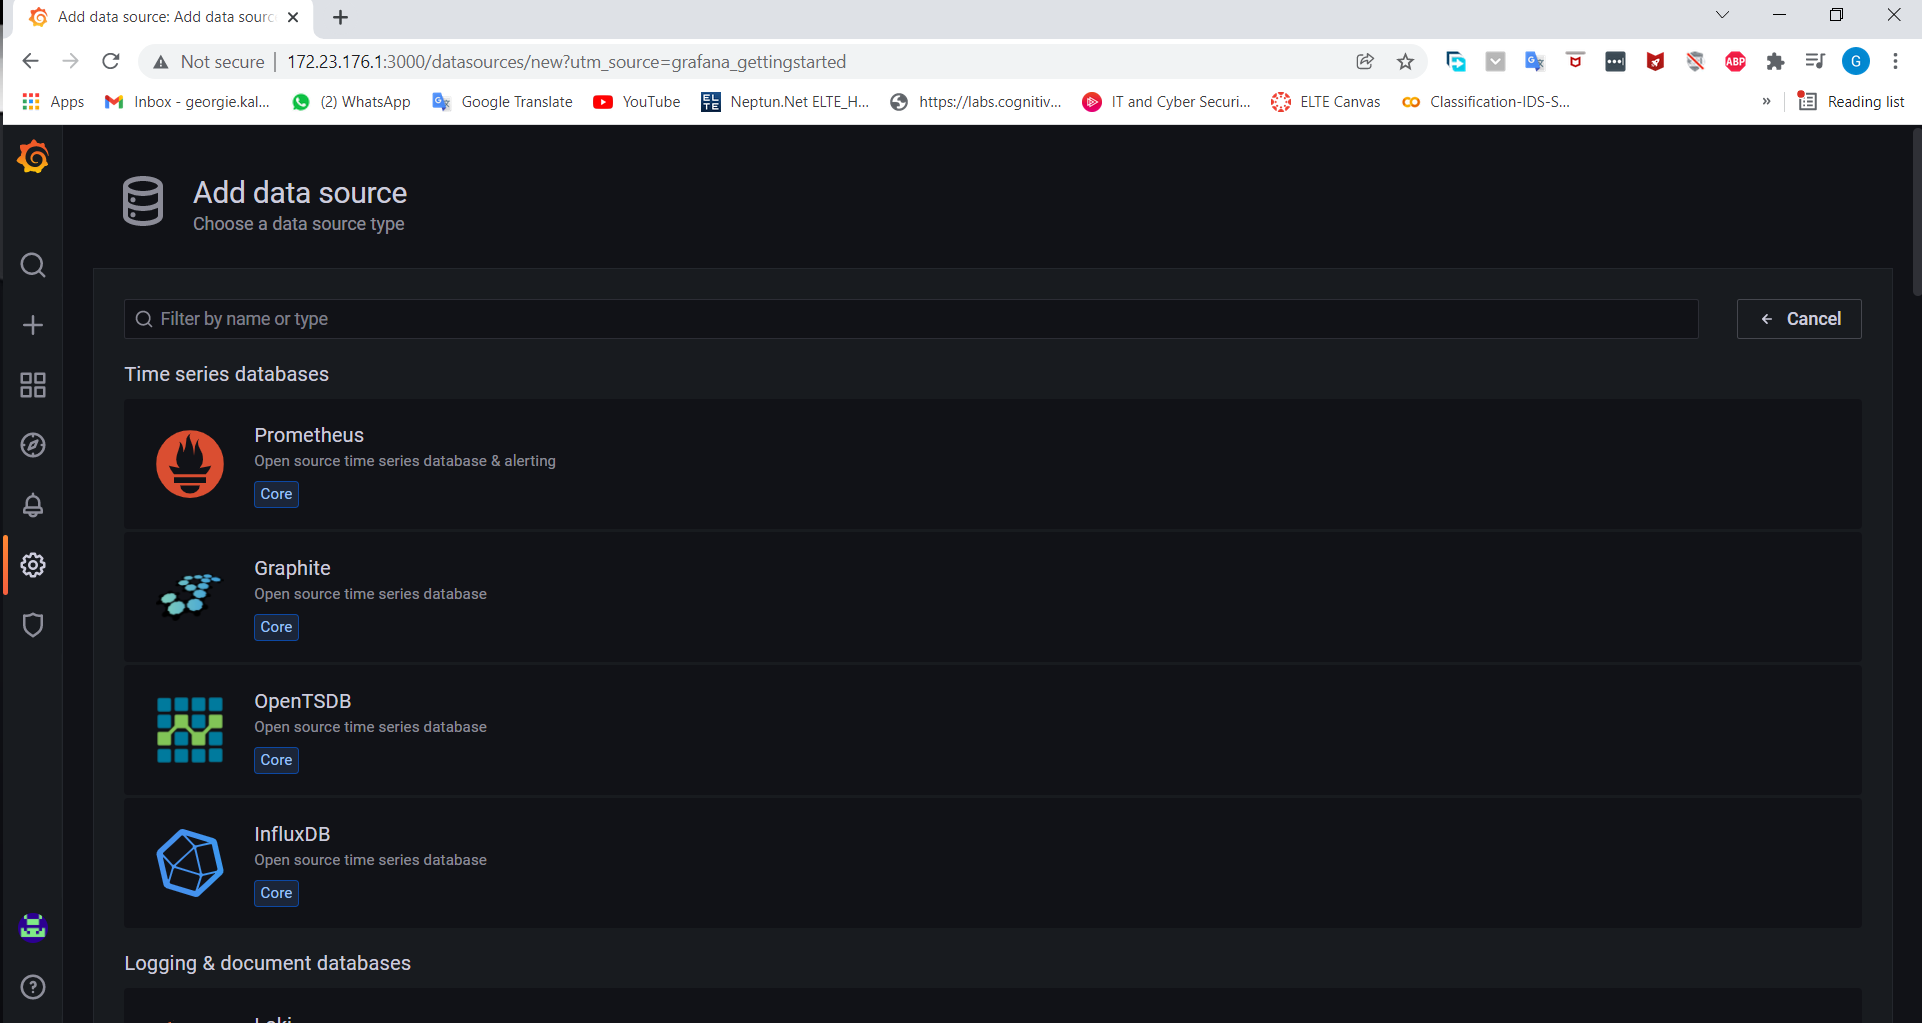 Add data source: Add data sourc
Not secure | 172.23.176.1:3000/datasources/new?utm_source=grafana_gettingstarted
ABP
G
Apps
Inbox - georgie.kal...
(2) WhatsApp
Google Translate
YouTube
EL
TE
Neptun.Net ELTE_H...
https://labs.cognitiv...
IT and Cyber Securi...
ELTE Canvas
Classification-IDS-S...
»
Reading list
Add data source
Choose a data source type
Filter by name or type
← Cancel
Time series databases
Prometheus
Open source time series database & alerting
Core
Graphite
Open source time series database
Core
OpenTSDB
Open source time series database
Core
InfluxDB
Open source time series database
Core
Logging & document databases
Loki